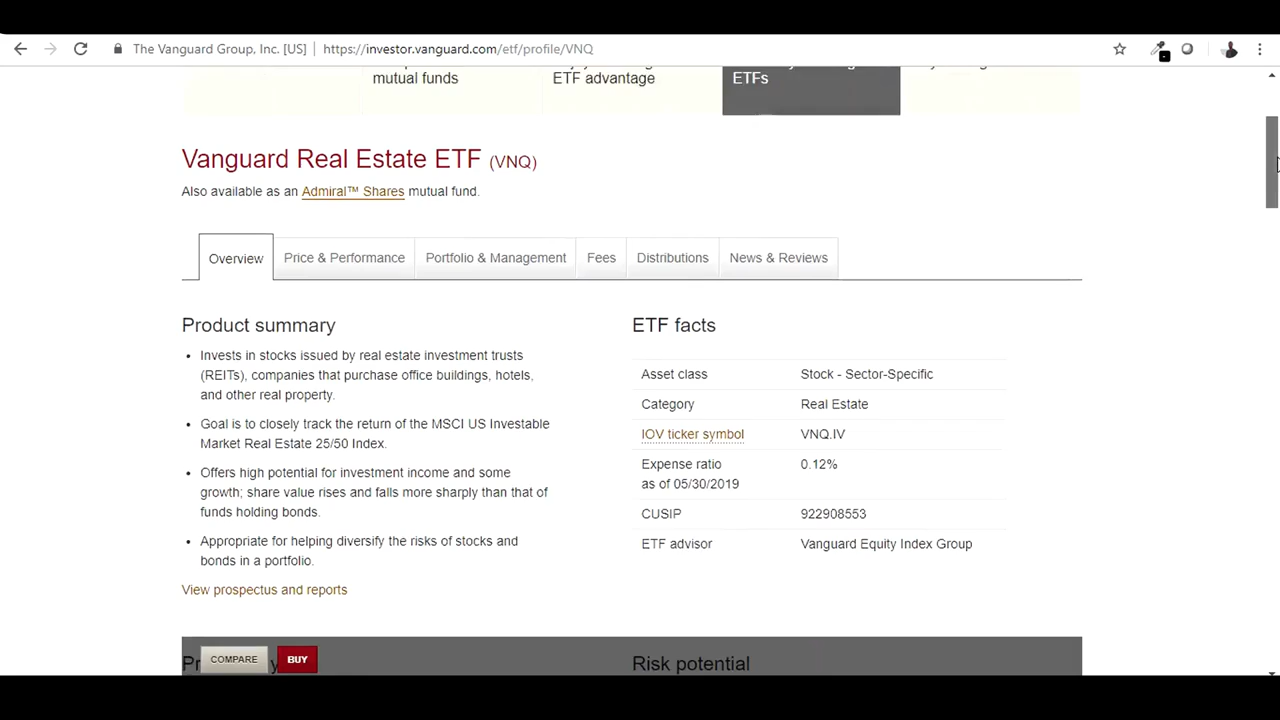 The Vanguard Group, Inc. [US] | https://investor.vanguard.com/etf/profile/VNQ
mutual funds
ETF advantage
ETFs
Vanguard Real Estate ETF (VNQ)
Also available as an Admiral™ Shares mutual fund.
Overview
Price & Performance
Portfolio & Management
Fees
Distributions
News & Reviews
Product summary
• Invests in stocks issued by real estate investment trusts
(REITs), companies that purchase office buildings, hotels,
and other real property.
• Goal is to closely track the return of the MSCI US Investable
Market Real Estate 25/50 Index.
• Offers high potential for investment income and some
growth; share value rises and falls more sharply than that of
funds holding bonds.
• Appropriate for helping diversify the risks of stocks and
bonds in a portfolio.
View prospectus and reports
ETF facts
Asset class Stock - Sector-Specific
Category Real Estate
IOV ticker symbol VNQ.IV
Expense ratio 0.12%
as of 05/30/2019
CUSIP 922908553
ETF advisor Vanguard Equity Index Group
COMPARE
BUY
Risk potential